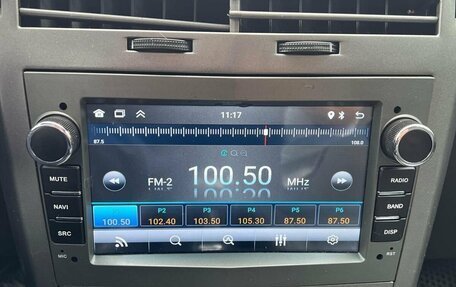 11:17
87.5 108.0
FM-2 100.50 MHz
P2 P3 P4 P5 P6
100.50 102.40 103.50 105.30 87.50 87.50
MUTE
NAVI
SRC
MIC
RADIO
BAND
DISP
RST